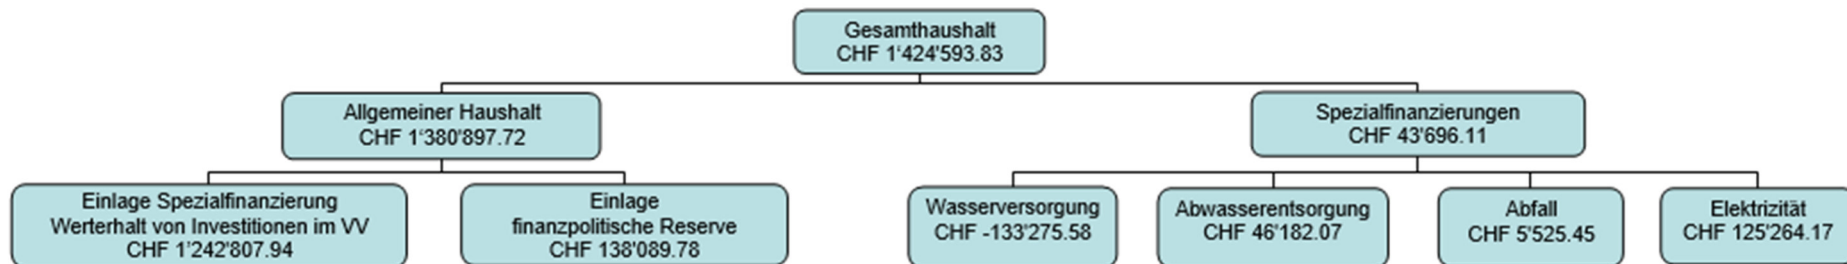 Gesamthaushalt
CHF 1‘424'593.83
Allgemeiner Haushalt
CHF 1‘380'897.72
Spezialfinanzierungen
CHF 43'696.11
Einlage Spezialfinanzierung
Werterhalt von Investitionen im VV
CHF 1'242'807.94
Einlage
finanzpolitische Reserve
CHF 138'089.78
Wasserversorgung
CHF -133'275.58
Abwasserentsorgung
CHF 46'182.07
Abfall
CHF 5'525.45
Elektrizität
CHF 125'264.17